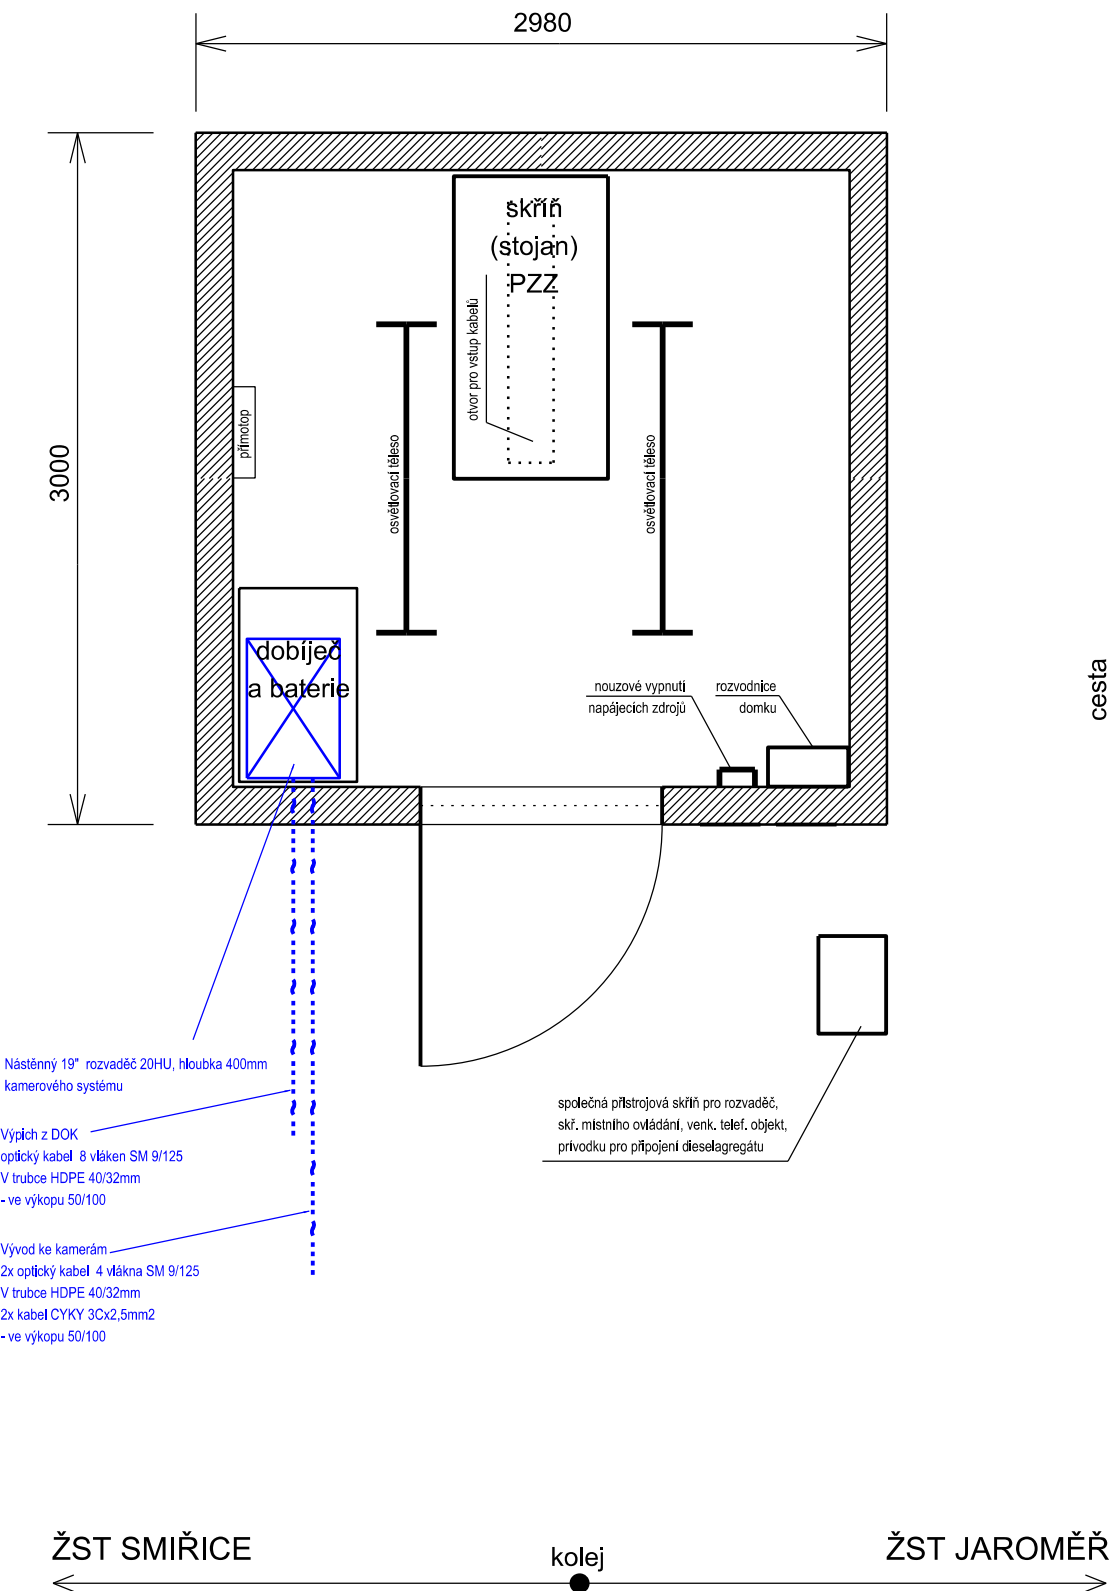 2980
3000
skříň
(stojan)
PZZ
otvor pro vstup kabelů
přímotop
osvětlovací těleso
osvětlovací těleso
dobíječ
a baterie
nouzové vypnutí
napájecích zdrojů
rozvodnice
domku
cesta
Nástěnný 19" rozvaděč 20HU, hloubka 400mm
kamerového systému
Výpich z DOK
optický kabel 8 vláken SM 9/125
V trubce HDPE 40/32mm
- ve výkopu 50/100
společná přístrojová skříň pro rozvaděč,
skř. místního ovládání, venk. telef. objekt,
prívodku pro připojení dieselagregátu
Vývod ke kamerám
2x optický kabel 4 vlákna SM 9/125
V trubce HDPE 40/32mm
2x kabel CYKY 3Cx2,5mm2
- ve výkopu 50/100
ŽST SMIŘICE
kolej
ŽST JAROMĚŘ